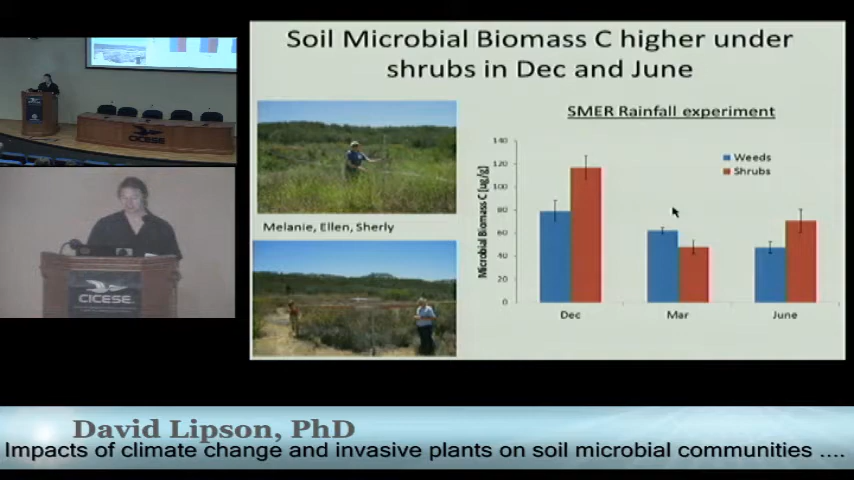 Soil Microbial Biomass C higher under
shrubs in Dec and June
SMER Rainfall experiment
Melanie, Ellen, Sherly
Microbial Biomass C [ug/g]
140
120
100
80
60
40
20
0
Weeds
Shrubs
Dec
Mar
June
CICESE
CICESE
David Lipson, PhD
Impacts of climate change and invasive plants on soil microbial communities ....